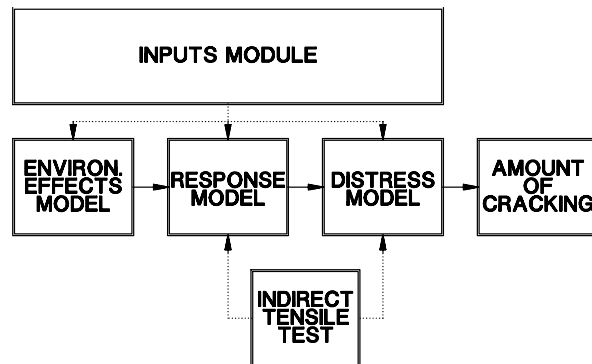 INPUTS MODULE
ENVIRON.
EFFECTS
MODEL
RESPONSE
MODEL
DISTRESS
MODEL
AMOUNT
OF
CRACKING
INDIRECT
TENSILE
TEST